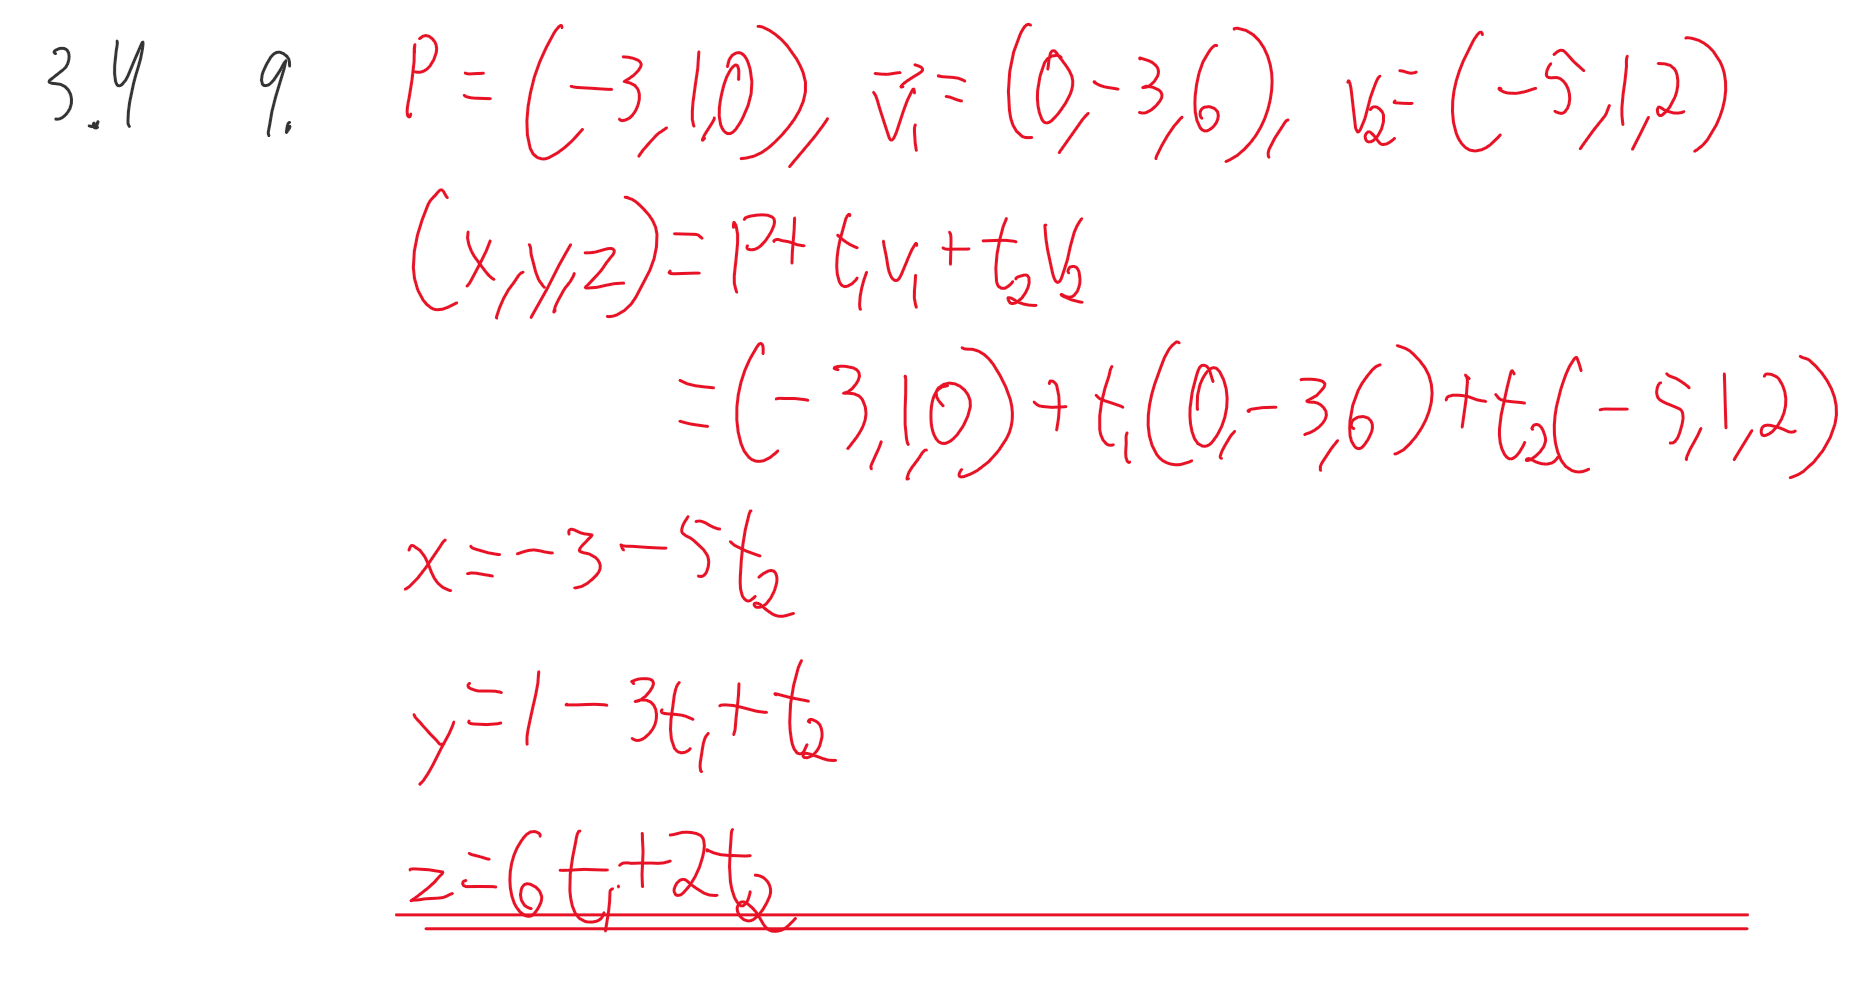 3.4 9. P = (-3, 1, 0), v⃗₁ = (0, -3, 6), v₂ = (-5, 1, 2)
(x, y, z) = P + t₁v₁ + t₂v₂
= (-3, 1, 0) + t₁(0, -3, 6) + t₂(-5, 1, 2)
x = -3 - 5t₂
y = 1 - 3t₁ + t₂
z = 6t₁ + 2t₂